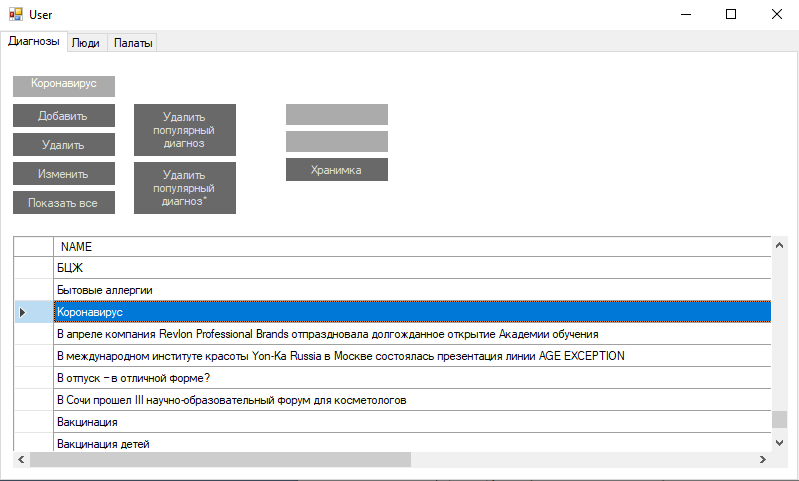 User
Диагнозы Люди Палаты
Коронавирус
Добавить
Удалить
Изменить
Показать все
Удалить
популярный
диагноз
Удалить
популярный
диагноз*
Хранимка
NAME
БЦЖ
Бытовые аллергии
Коронавирус
В апреле компания Revlon Professional Brands отпраздновала долгожданное открытие Академии обучения
В международном институте красоты Yon-Ka Russia в Москве состоялась презентация линии AGE EXCEPTION
В отпуск – в отличной форме?
В Сочи прошел III научно-образовательный форум для косметологов
Вакцинация
Вакцинация детей